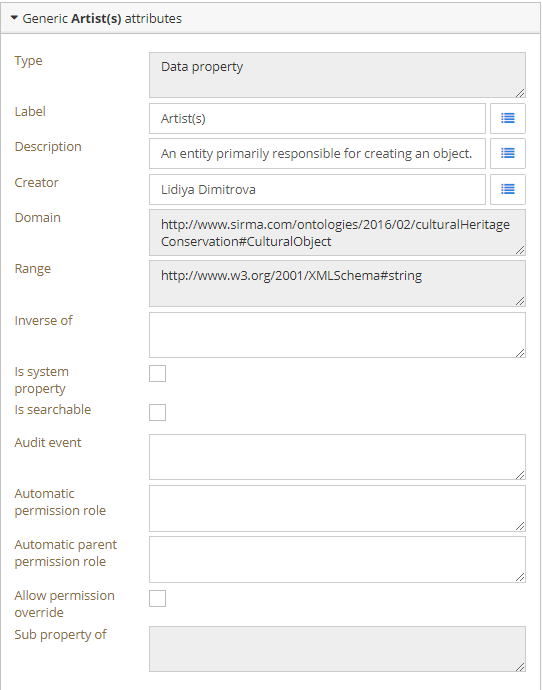 Generic Artist(s) attributes
Type
Data property
Label
Artist(s)
Description
An entity primarily responsible for creating an object.
Creator
Lidiya Dimitrova
Domain
http://www.sirma.com/ontologies/2016/02/culturalHeritage
Conservation#CulturalObject
Range
http://www.w3.org/2001/XMLSchema#string
Inverse of
Is system
property
Is searchable
Audit event
Automatic
permission role
Automatic parent
permission role
Allow permission
override
Sub property of